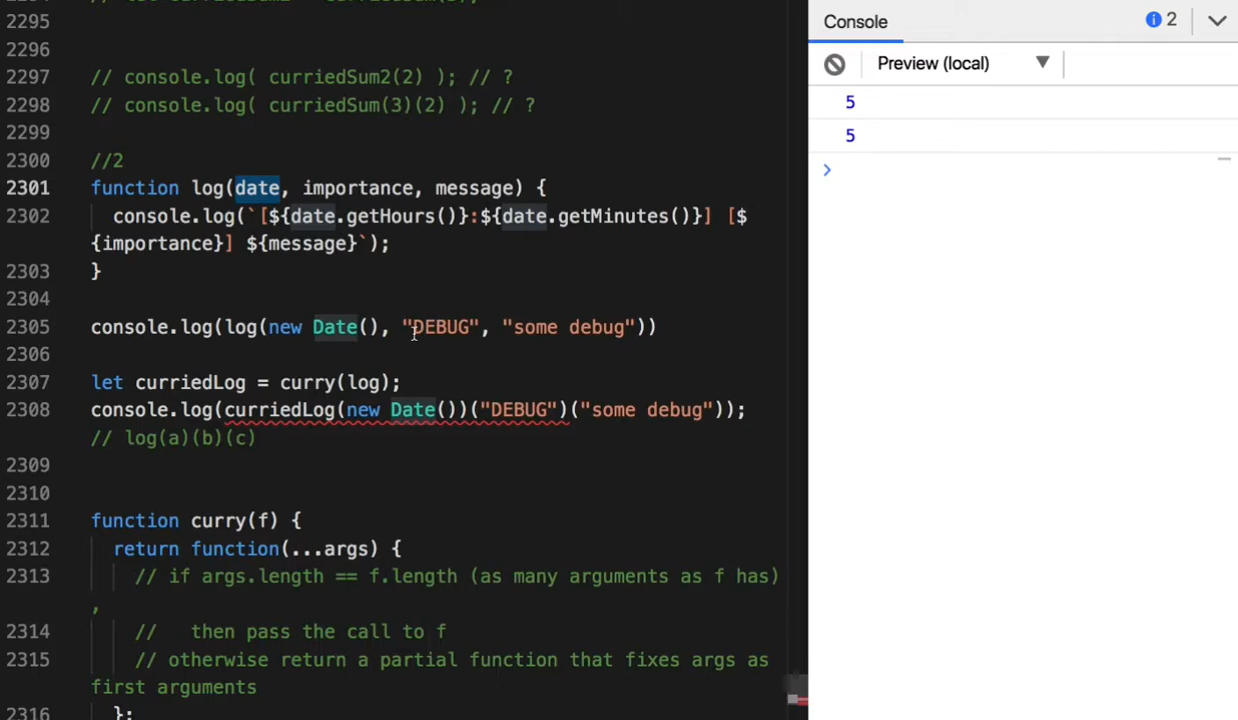 2295
2296
2297 // console.log( curriedSum2(2) ); // ?
2298 // console.log( curriedSum(3)(2) ); // ?
2299
2300 //2
2301 function log(date, importance, message) {
2302 console.log(`[${date.getHours()}:${date.getMinutes()}] [$
{importance}] ${message}`);
2303 }
2304
2305 console.log(log(new Date(), "DEBUG", "some debug"))
2306
2307 let curriedLog = curry(log);
2308 console.log(curriedLog(new Date())("DEBUG")("some debug"));
// log(a)(b)(c)
2309
2310
2311 function curry(f) {
2312 return function(...args) {
2313 // if args.length == f.length (as many arguments as f has)
,
2314 // then pass the call to f
2315 // otherwise return a partial function that fixes args as
first arguments
2316 };
Console
2
Preview (local)
5
5